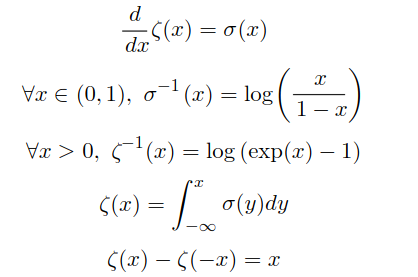 d/dx ζ(x) = σ(x)
∀x ∈ (0, 1), σ⁻¹(x) = log(x/(1 − x))
∀x > 0, ζ⁻¹(x) = log (exp(x) − 1)
ζ(x) = ∫_{−∞}^{x} σ(y)dy
ζ(x) − ζ(−x) = x